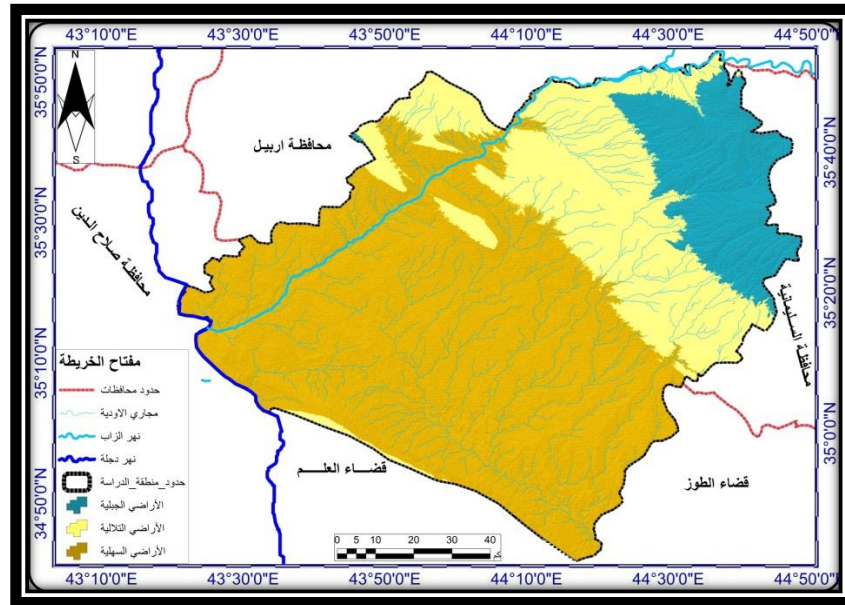 43°10'0"E 43°30'0"E 43°50'0"E 44°10'0"E 44°30'0"E 44°50'0"E
35°50'0"N
35°30'0"N
35°10'0"N
34°50'0"N
N
S
محافظة اربيل
محافظة صلاح الدين
محافظة السليمانية
قضاء العلم
قضاء الطوز
35°40'0"N
35°20'0"N
35°0'0"N
مفتاح الخريطة
حدود محافظات
مجاري الاودية
نهر الزاب
نهر دجلة
حدود_منطقة_الدراسة
الأراضي الجبلية
الأراضي التلالية
الأراضي السهلية
0 5 10 20 30 40
كم
43°10'0"E 43°30'0"E 43°50'0"E 44°10'0"E 44°30'0"E 44°50'0"E